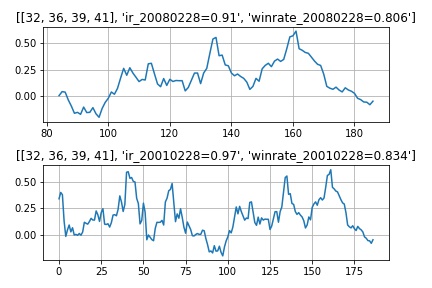 [[32, 36, 39, 41], 'ir_20080228=0.91', 'winrate_20080228=0.806']
0.50
0.25
0.00
80 100 120 140 160 180
[[32, 36, 39, 41], 'ir_20010228=0.97', 'winrate_20010228=0.834']
0.50
0.25
0.00
0 25 50 75 100 125 150 175